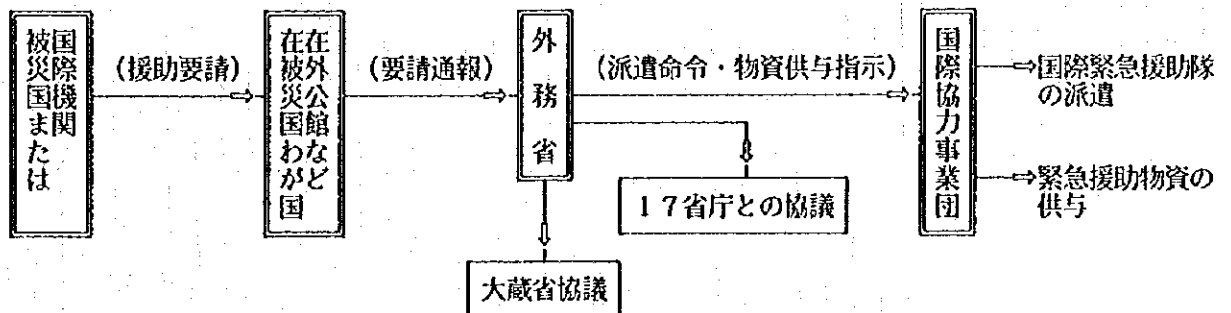 被災国または
国際機関
(援助要請)
在被災国わが国
在外公館など
(要請通報)
外務省
(派遣命令・物資供与指示)
国際協力事業団
国際緊急援助隊
の派遣
緊急援助物資の
供与
17省庁との協議
大蔵省協議